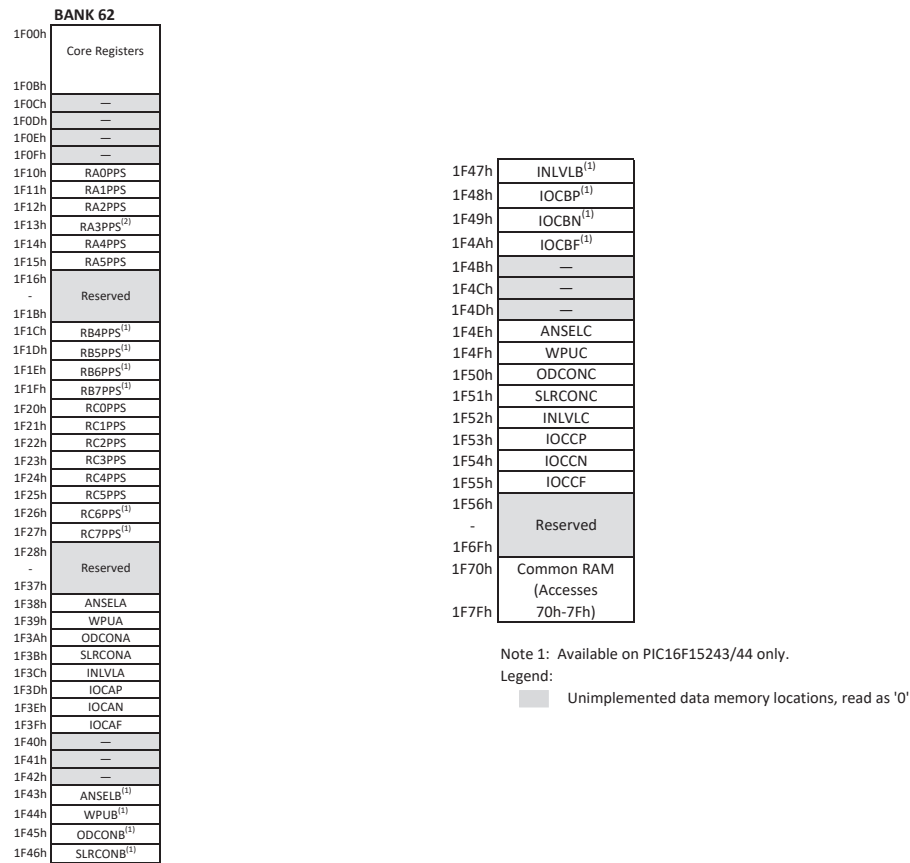 BANK 62
1F00h
Core Registers
1F0Bh
1F0Ch —
1F0Dh —
1F0Eh —
1F0Fh —
1F10h RA0PPS
1F11h RA1PPS
1F12h RA2PPS
1F13h RA3PPS(2)
1F14h RA4PPS
1F15h RA5PPS
1F16h
- Reserved
1F1Bh
1F1Ch RB4PPS(1)
1F1Dh RB5PPS(1)
1F1Eh RB6PPS(1)
1F1Fh RB7PPS(1)
1F20h RC0PPS
1F21h RC1PPS
1F22h RC2PPS
1F23h RC3PPS
1F24h RC4PPS
1F25h RC5PPS
1F26h RC6PPS(1)
1F27h RC7PPS(1)
1F28h
- Reserved
1F37h
1F38h ANSELA
1F39h WPUA
1F3Ah ODCONA
1F3Bh SLRCONA
1F3Ch INLVLA
1F3Dh IOCAP
1F3Eh IOCAN
1F3Fh IOCAF
1F40h —
1F41h —
1F42h —
1F43h ANSELB(1)
1F44h WPUB(1)
1F45h ODCONB(1)
1F46h SLRCONB(1)
1F47h INLVLB(1)
1F48h IOCBP(1)
1F49h IOCBN(1)
1F4Ah IOCBF(1)
1F4Bh —
1F4Ch —
1F4Dh —
1F4Eh ANSELC
1F4Fh WPUC
1F50h ODCONC
1F51h SLRCONC
1F52h INLVLC
1F53h IOCCP
1F54h IOCCN
1F55h IOCCF
1F56h
- Reserved
1F6Fh
1F70h Common RAM
(Accesses
1F7Fh 70h-7Fh)
Note 1: Available on PIC16F15243/44 only.
Legend:
Unimplemented data memory locations, read as '0'